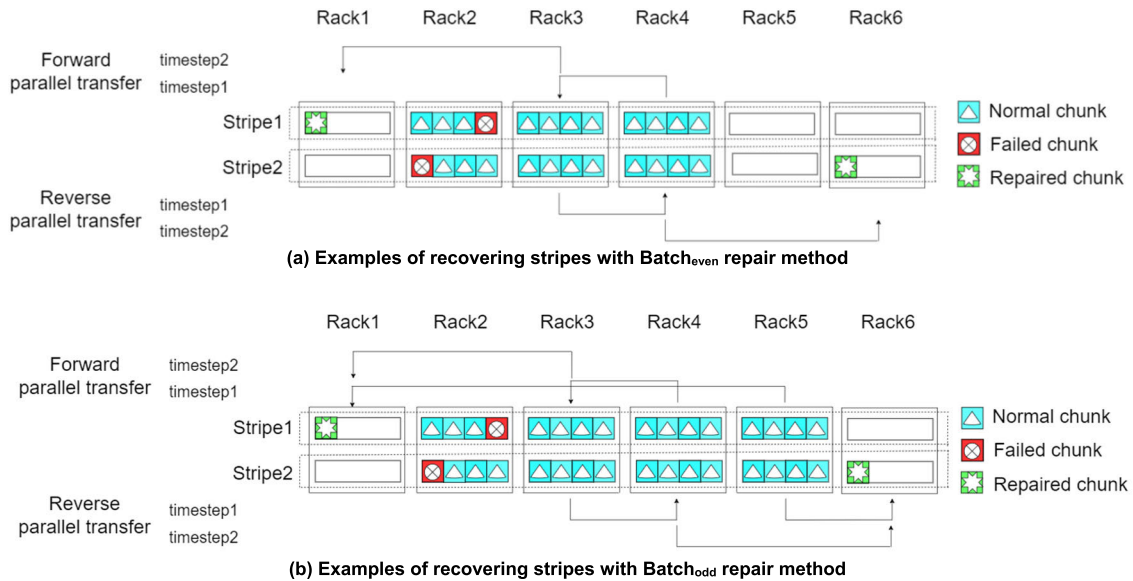 Rack1 Rack2 Rack3 Rack4 Rack5 Rack6
Forward parallel transfer
timestep2
timestep1
Stripe1
Stripe2
Normal chunk
Failed chunk
Repaired chunk
Reverse parallel transfer
timestep1
timestep2
(a) Examples of recovering stripes with Batcheven repair method
Rack1 Rack2 Rack3 Rack4 Rack5 Rack6
Forward parallel transfer
timestep2
timestep1
Stripe1
Stripe2
Normal chunk
Failed chunk
Repaired chunk
Reverse parallel transfer
timestep1
timestep2
(b) Examples of recovering stripes with Batchodd repair method